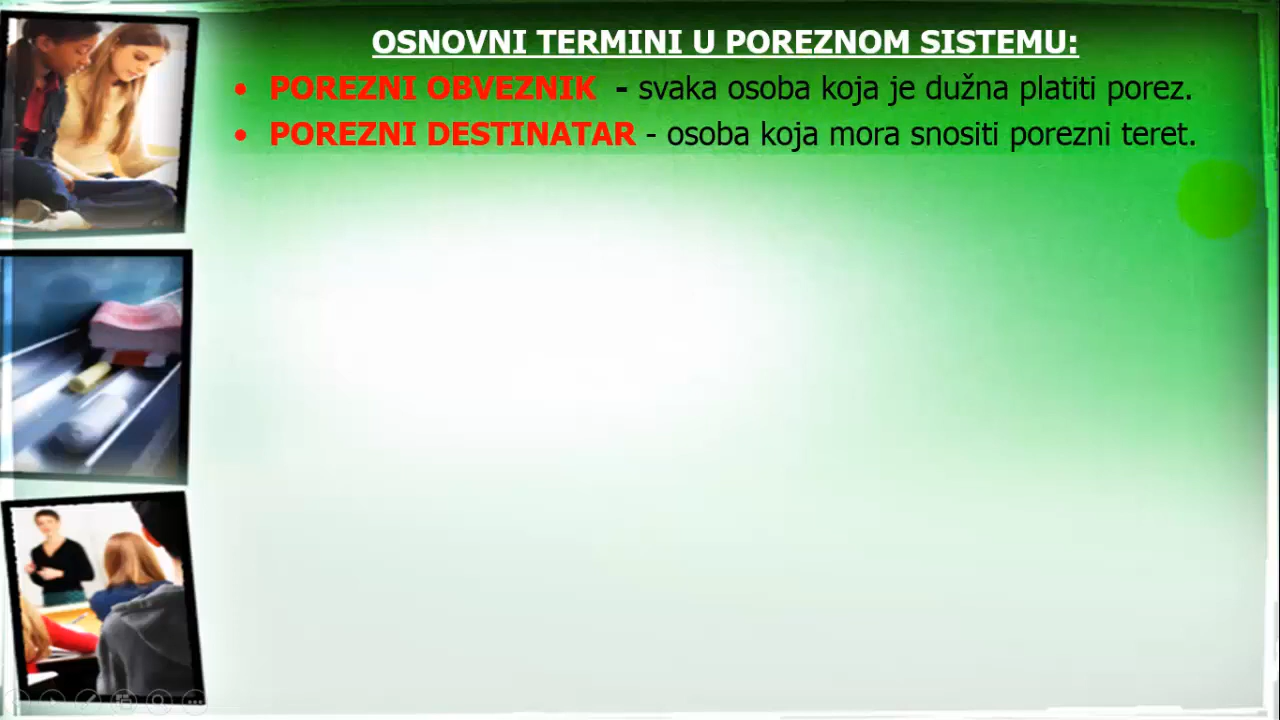 OSNOVNI TERMINI U POREZNOM SISTEMU:
• POREZNI OBVEZNIK - svaka osoba koja je dužna platiti porez.
• POREZNI DESTINATAR - osoba koja mora snositi porezni teret.